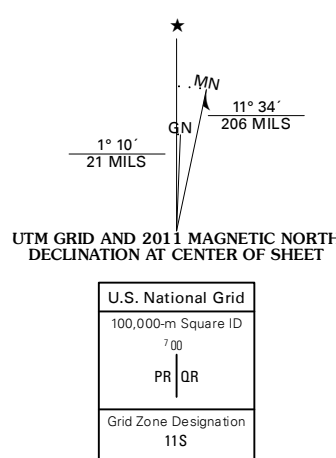 ★
MN
11° 34´
206 MILS
GN
1° 10´
21 MILS
UTM GRID AND 2011 MAGNETIC NORTH
DECLINATION AT CENTER OF SHEET
U.S. National Grid
100,000-m Square ID
⁷00
PR QR
Grid Zone Designation
11S